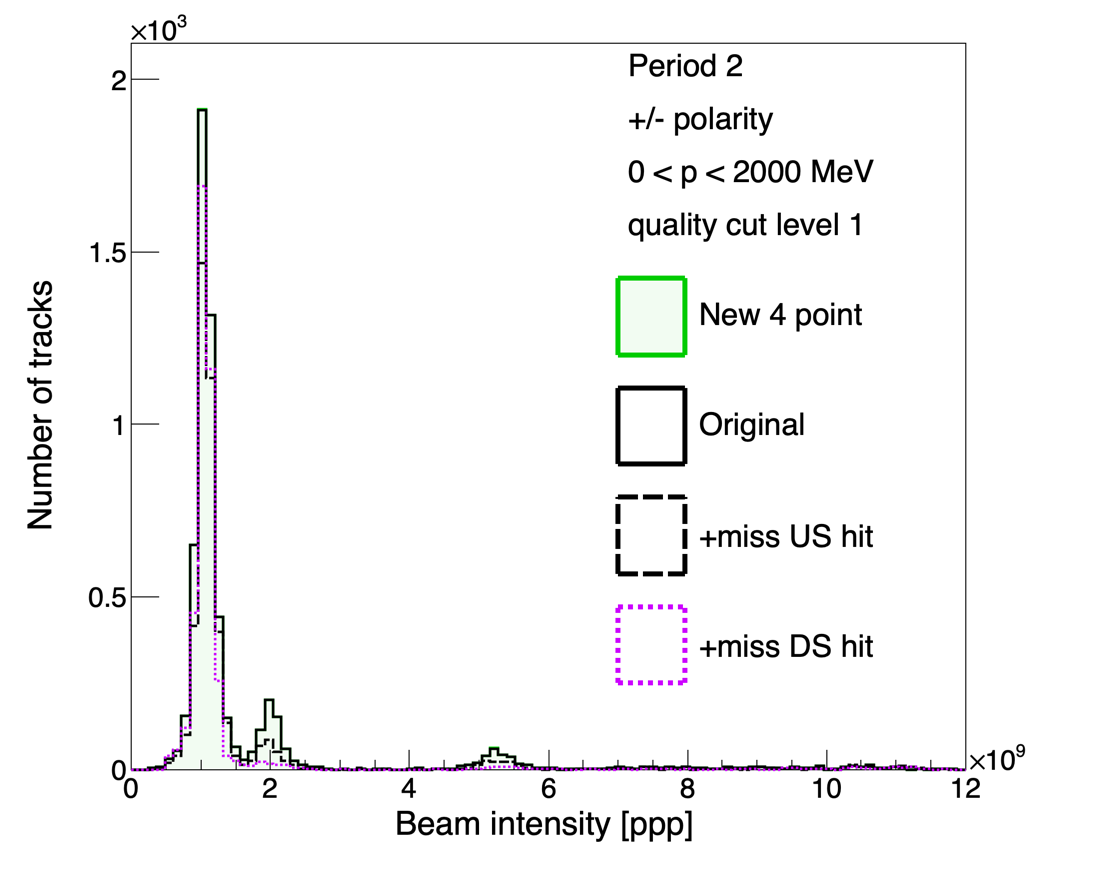 ×10³
Period 2
+/- polarity
0 < p < 2000 MeV
quality cut level 1
New 4 point
Original
+miss US hit
+miss DS hit
Number of tracks
2
1.5
1
0.5
0
0 2 4 6 8 10 12
×10⁹
Beam intensity [ppp]